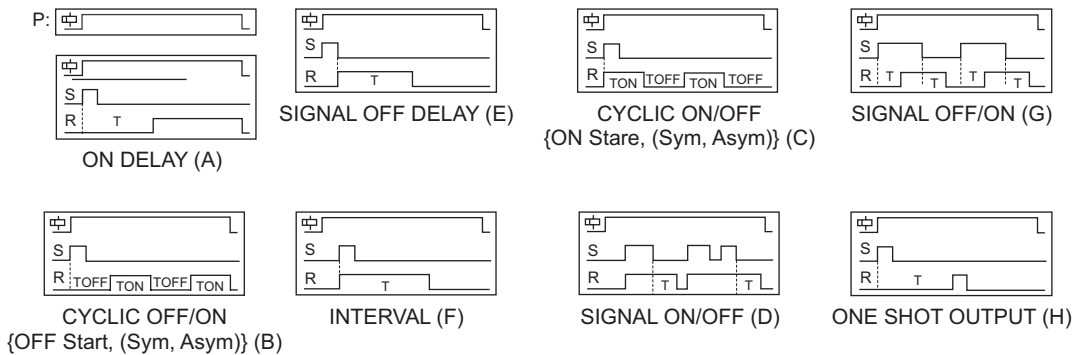 P:
S
R T
ON DELAY (A)
S
R T
SIGNAL OFF DELAY (E)
S
R TON TOFF TON TOFF
CYCLIC ON/OFF
{ON Stare, (Sym, Asym)} (C)
S
R T T T T
SIGNAL OFF/ON (G)
S
R TOFF TON TOFF TON
CYCLIC OFF/ON
{OFF Start, (Sym, Asym)} (B)
S
R T
INTERVAL (F)
S
R T T
SIGNAL ON/OFF (D)
S
R T
ONE SHOT OUTPUT (H)